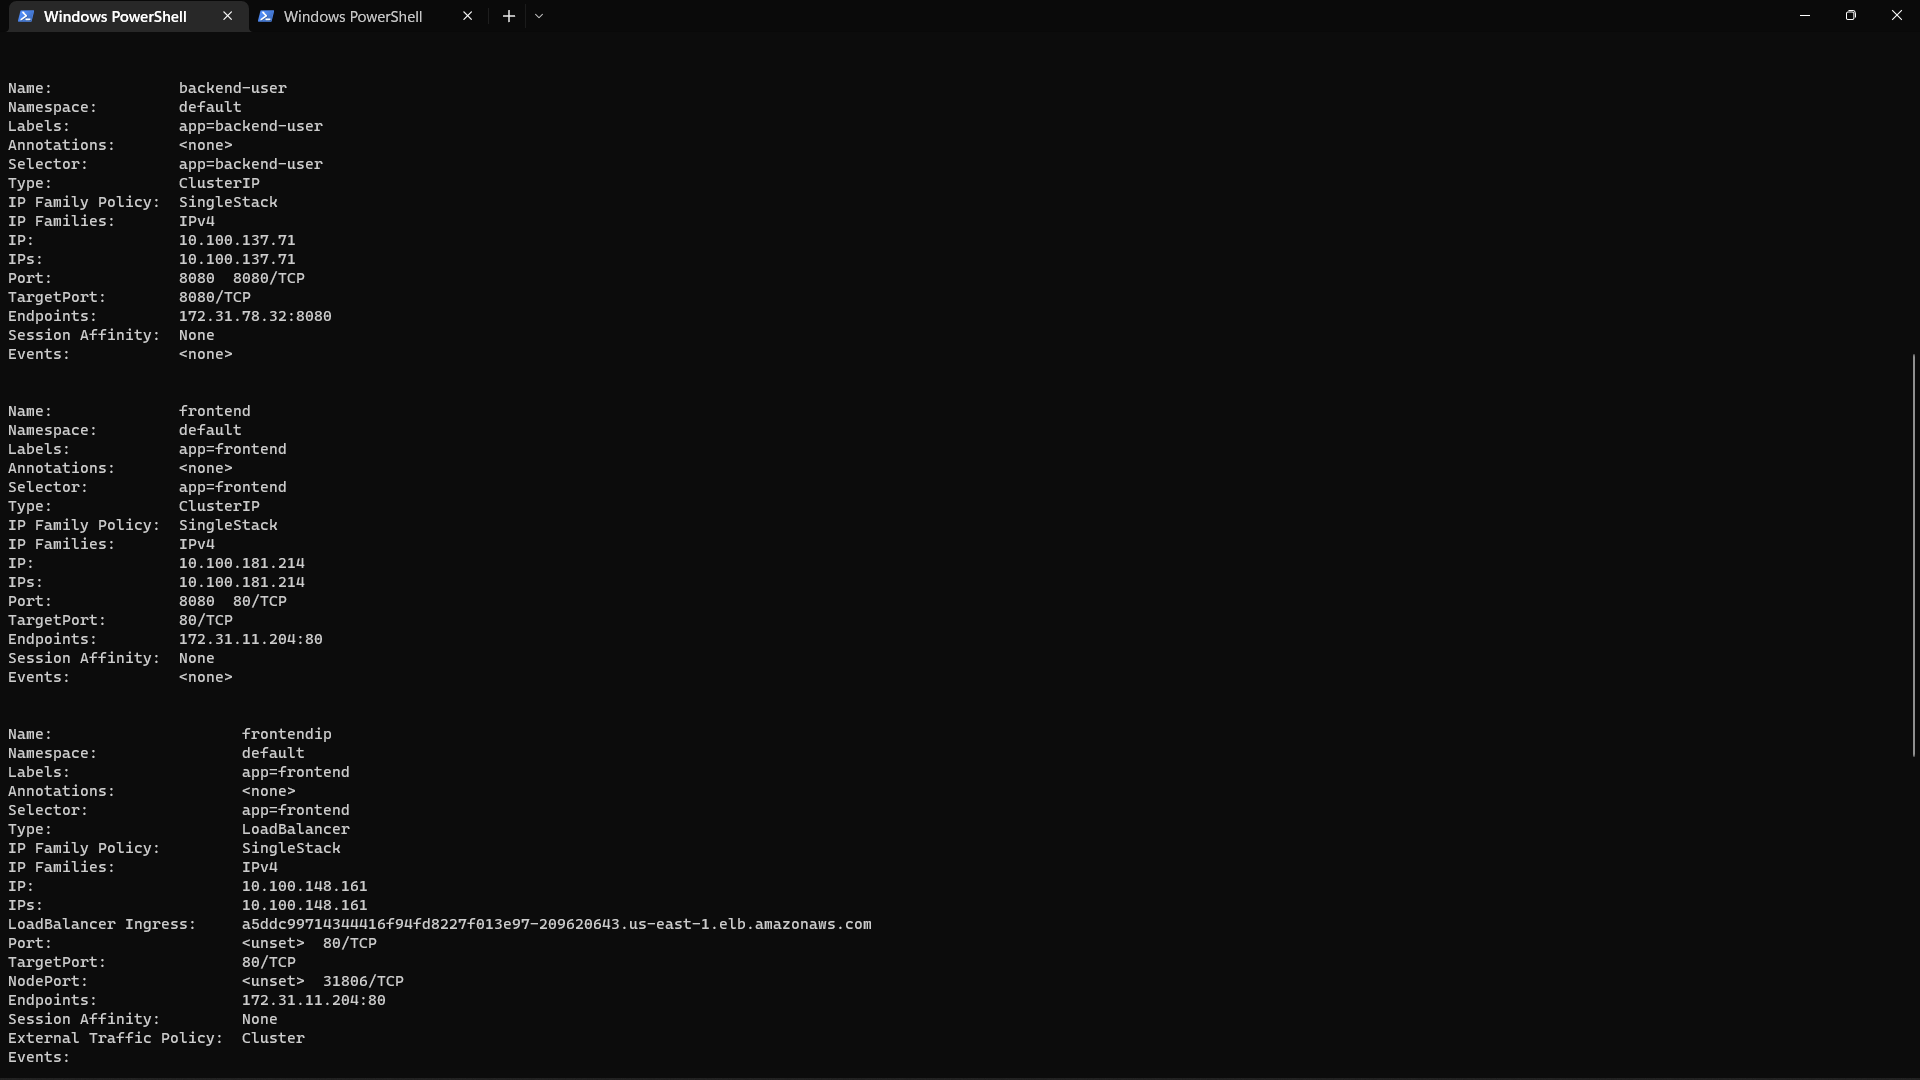 Windows PowerShell
Windows PowerShell
Name:              backend-user
Namespace:         default
Labels:            app=backend-user
Annotations:       <none>
Selector:          app=backend-user
Type:              ClusterIP
IP Family Policy:  SingleStack
IP Families:       IPv4
IP:                10.100.137.71
IPs:               10.100.137.71
Port:              8080  8080/TCP
TargetPort:        8080/TCP
Endpoints:         172.31.78.32:8080
Session Affinity:  None
Events:            <none>
Name:              frontend
Namespace:         default
Labels:            app=frontend
Annotations:       <none>
Selector:          app=frontend
Type:              ClusterIP
IP Family Policy:  SingleStack
IP Families:       IPv4
IP:                10.100.181.214
IPs:               10.100.181.214
Port:              8080  80/TCP
TargetPort:        80/TCP
Endpoints:         172.31.11.204:80
Session Affinity:  None
Events:            <none>
Name:                     frontendip
Namespace:                default
Labels:                   app=frontend
Annotations:              <none>
Selector:                 app=frontend
Type:                     LoadBalancer
IP Family Policy:         SingleStack
IP Families:              IPv4
IP:                       10.100.148.161
IPs:                      10.100.148.161
LoadBalancer Ingress:     a5ddc99714344416f94fd8227f013e97-209620643.us-east-1.elb.amazonaws.com
Port:                     <unset>  80/TCP
TargetPort:               80/TCP
NodePort:                 <unset>  31806/TCP
Endpoints:                172.31.11.204:80
Session Affinity:         None
External Traffic Policy:  Cluster
Events: